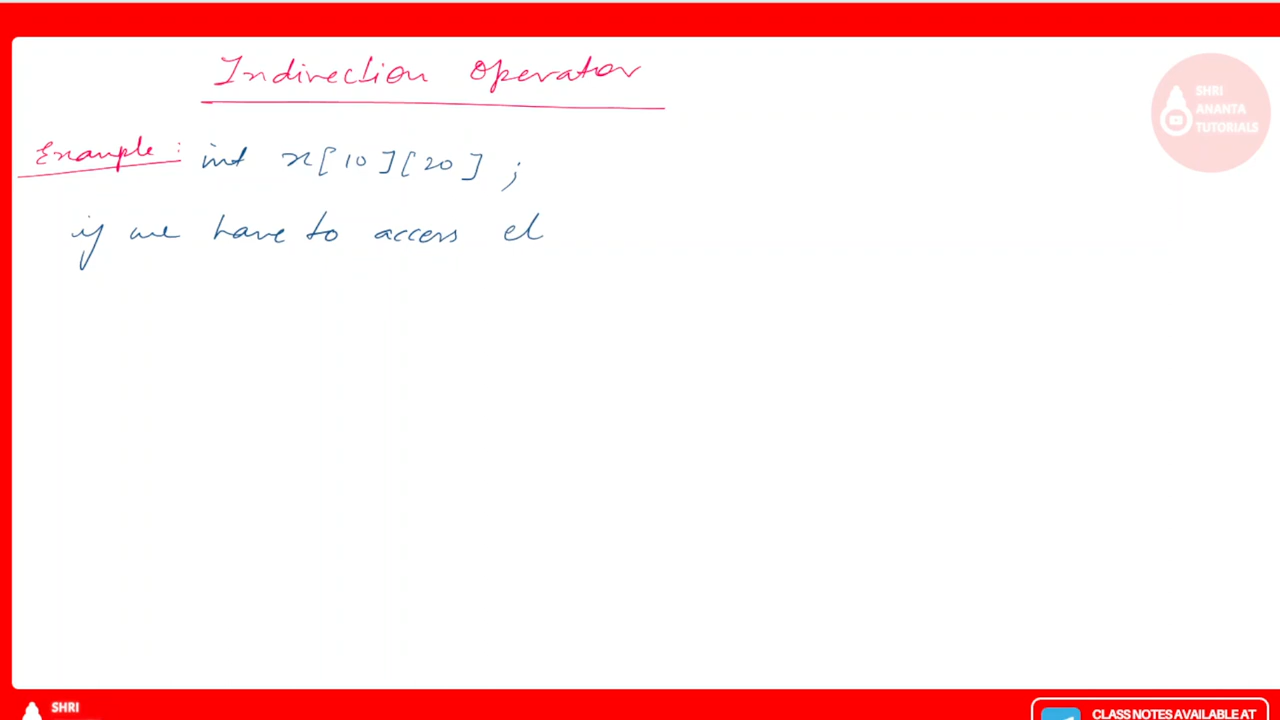 Indirection Operator
SHRI
ANANTA
TUTORIALS
Example : int x[10][20] ;
if we have to access el
SHRI
CLASS NOTES AVAILABLE AT